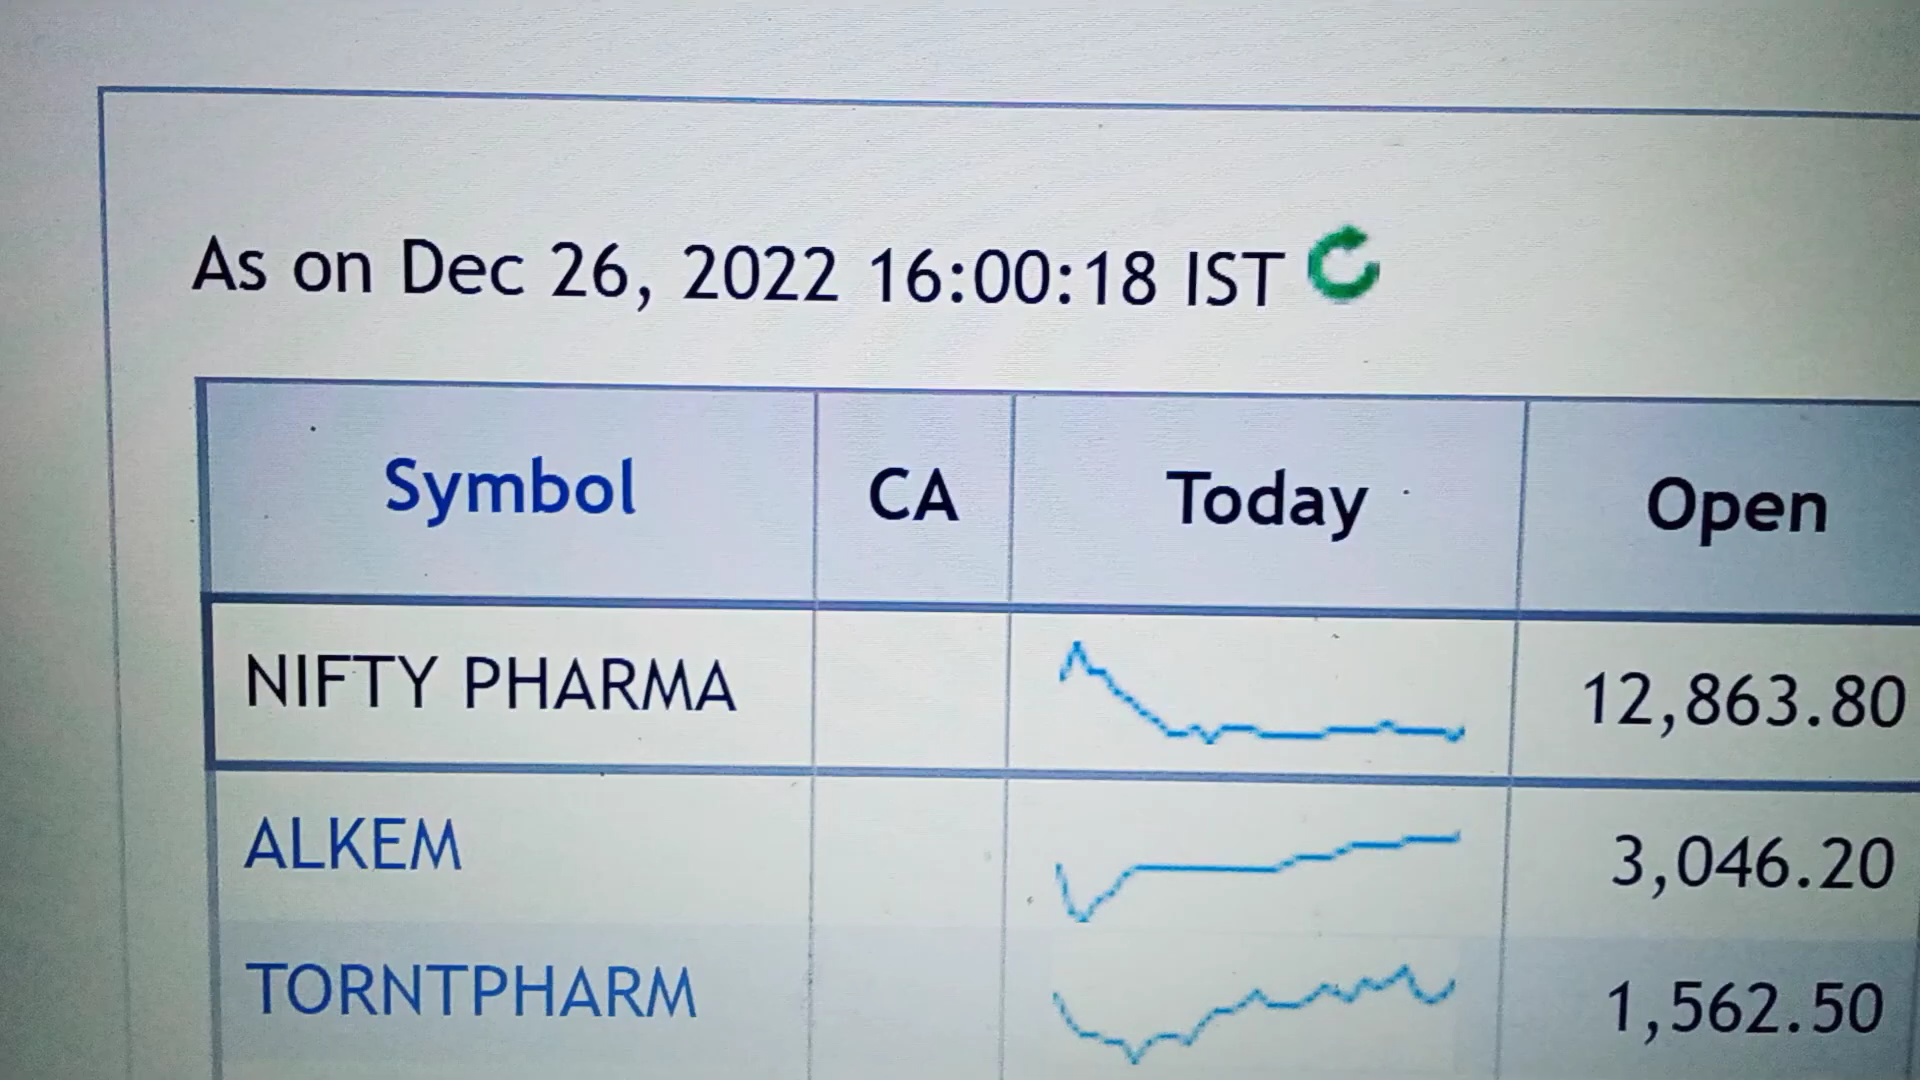 As on Dec 26, 2022 16:00:18 IST
Symbol CA Today Open
NIFTY PHARMA 12,863.80
ALKEM 3,046.20
TORNTPHARM 1,562.50